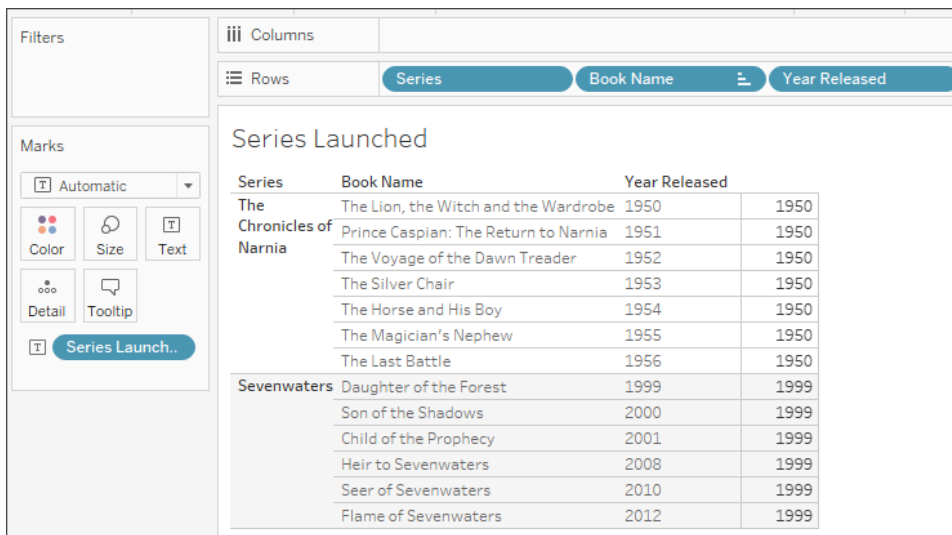 Filters
Columns
Rows Series Book Name Year Released
Marks
T Automatic
Color Size T Text
Detail Tooltip
T Series Launch..
Series Launched
Series Book Name Year Released
The Chronicles of Narnia The Lion, the Witch and the Wardrobe 1950 1950
Prince Caspian: The Return to Narnia 1951 1950
The Voyage of the Dawn Treader 1952 1950
The Silver Chair 1953 1950
The Horse and His Boy 1954 1950
The Magician's Nephew 1955 1950
The Last Battle 1956 1950
Sevenwaters Daughter of the Forest 1999 1999
Son of the Shadows 2000 1999
Child of the Prophecy 2001 1999
Heir to Sevenwaters 2008 1999
Seer of Sevenwaters 2010 1999
Flame of Sevenwaters 2012 1999